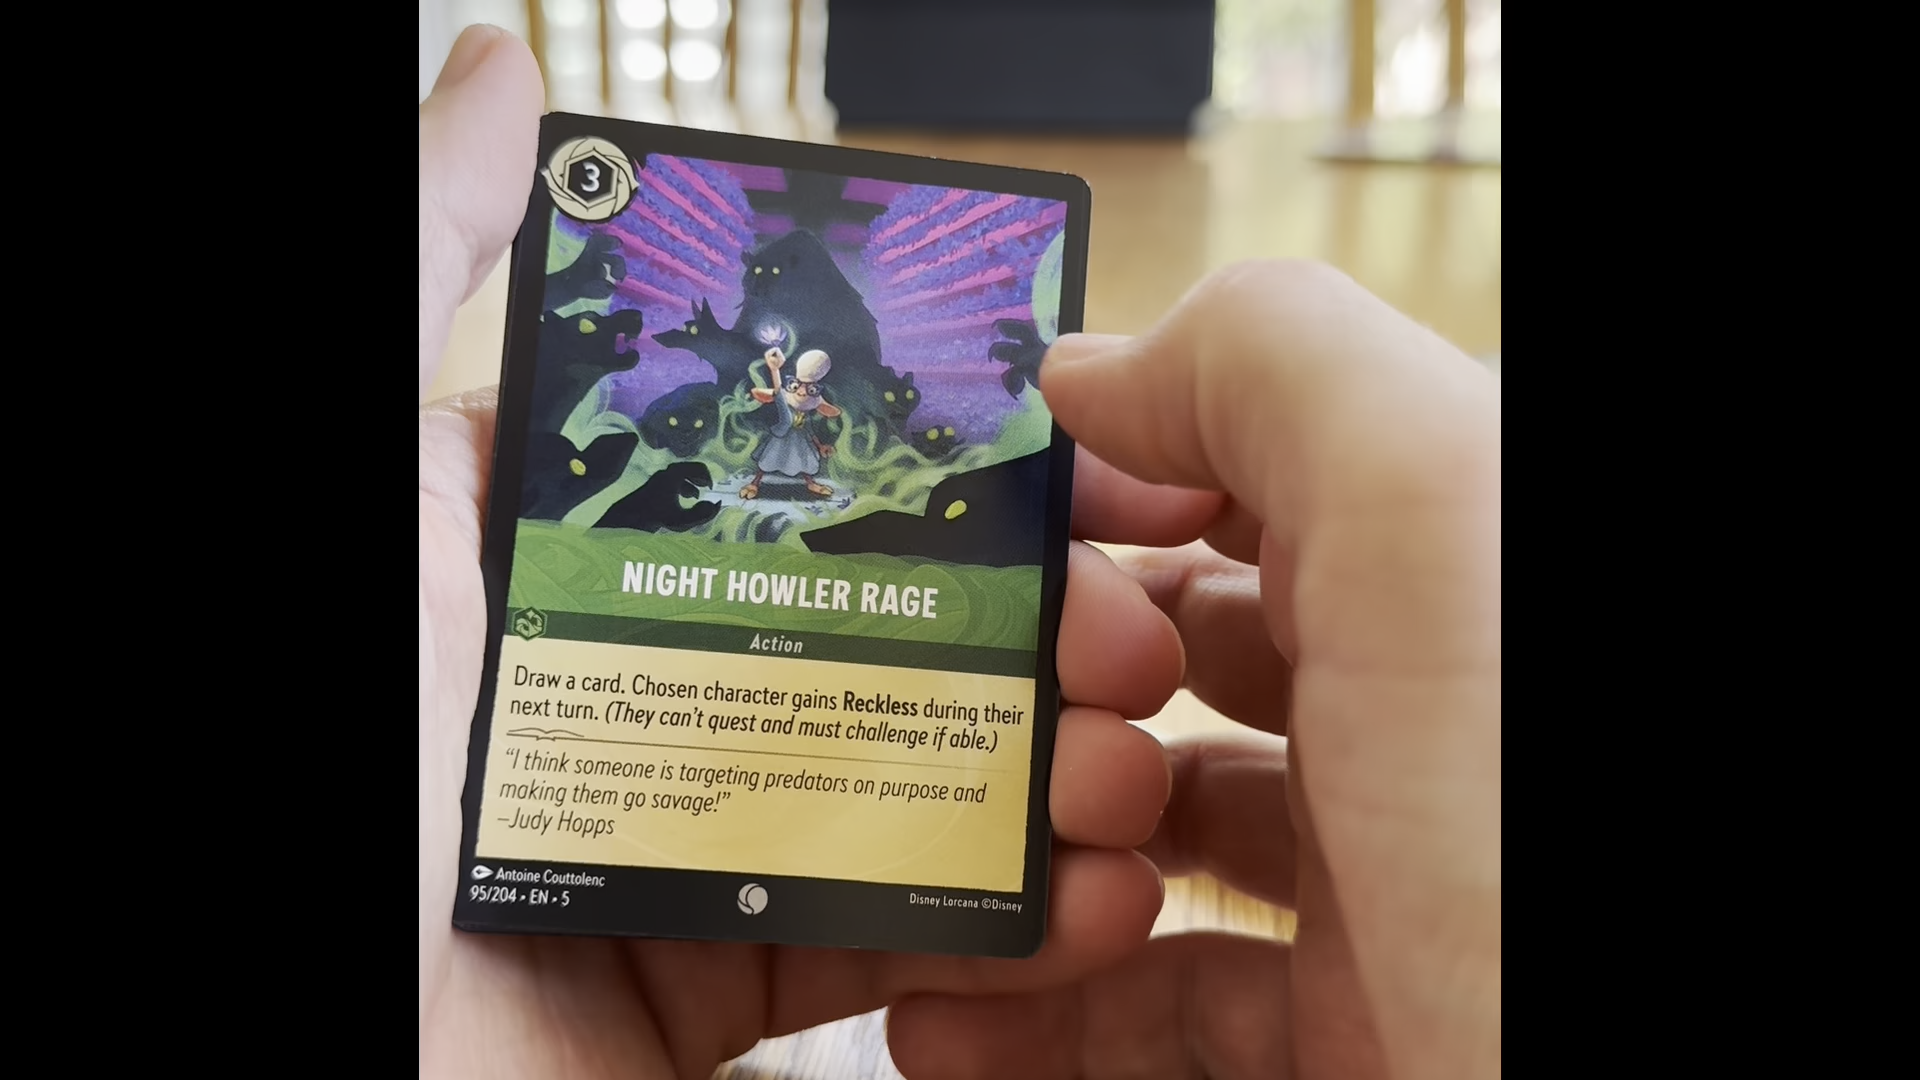 3
NIGHT HOWLER RAGE
Action
Draw a card. Chosen character gains Reckless during their
next turn. (They can't quest and must challenge if able.)
“I think someone is targeting predators on purpose and
making them go savage!”
–Judy Hopps
Antoine Couttolenc
95/204 • EN • 5
Disney Lorcana ©Disney